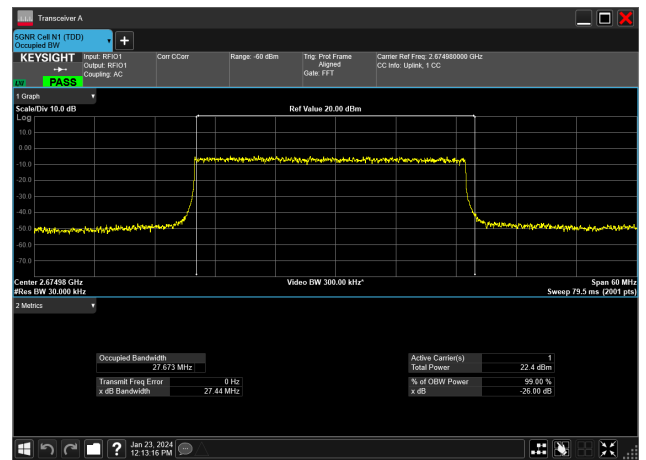 Transceiver A
5GNR Cell N1 (TDD)
Occupied BW
KEYSIGHT
PASS
Input: RFIO1
Output: RFIO1
Coupling: AC
Corr CCorr
Range: -60 dBm
Trig: Prot Frame
Aligned
Gate: FFT
Carrier Ref Freq: 2.674980000 GHz
CC Info: Uplink, 1 CC
1 Graph
Scale/Div 10.0 dB
Ref Value 20.00 dBm
Log
10.0
0.00
-10.0
-20.0
-30.0
-40.0
-50.0
-60.0
-70.0
Center 2.67498 GHz
Video BW 300.00 kHz*
Span 60 MHz
#Res BW 30.000 kHz
Sweep 79.5 ms (2001 pts)
2 Metrics
Occupied Bandwidth
27.673 MHz
Active Carrier(s) 1
Total Power 22.4 dBm
Transmit Freq Error 0 Hz
x dB Bandwidth 27.44 MHz
% of OBW Power 99.00 %
x dB -26.00 dB
Jan 23, 2024
12:13:16 PM